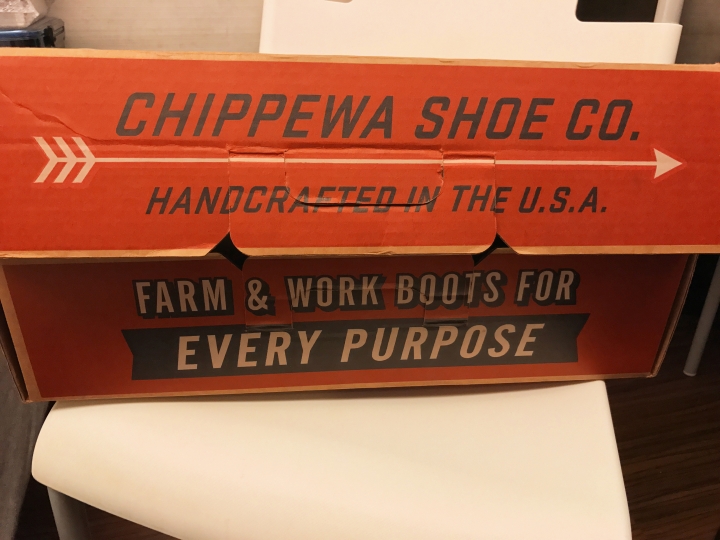 CHIPPEWA SHOE CO.
HANDCRAFTED IN THE U.S.A.
FARM & WORK BOOTS FOR
EVERY PURPOSE